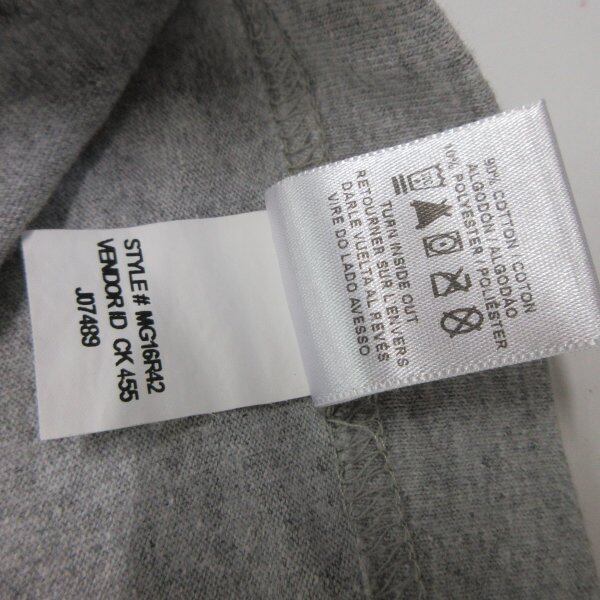 STYLE # MG16R42
VENDOR ID CK 455
J07489
90% COTTON / COTON
ALGODON / ALGODÃO
10% POLYESTER / POLIÉSTER
TURN INSIDE OUT
RETOURNER SUR L'ENVERS
DARLE VUELTA AL REVÉS
VIRE DO LADO AVESSO